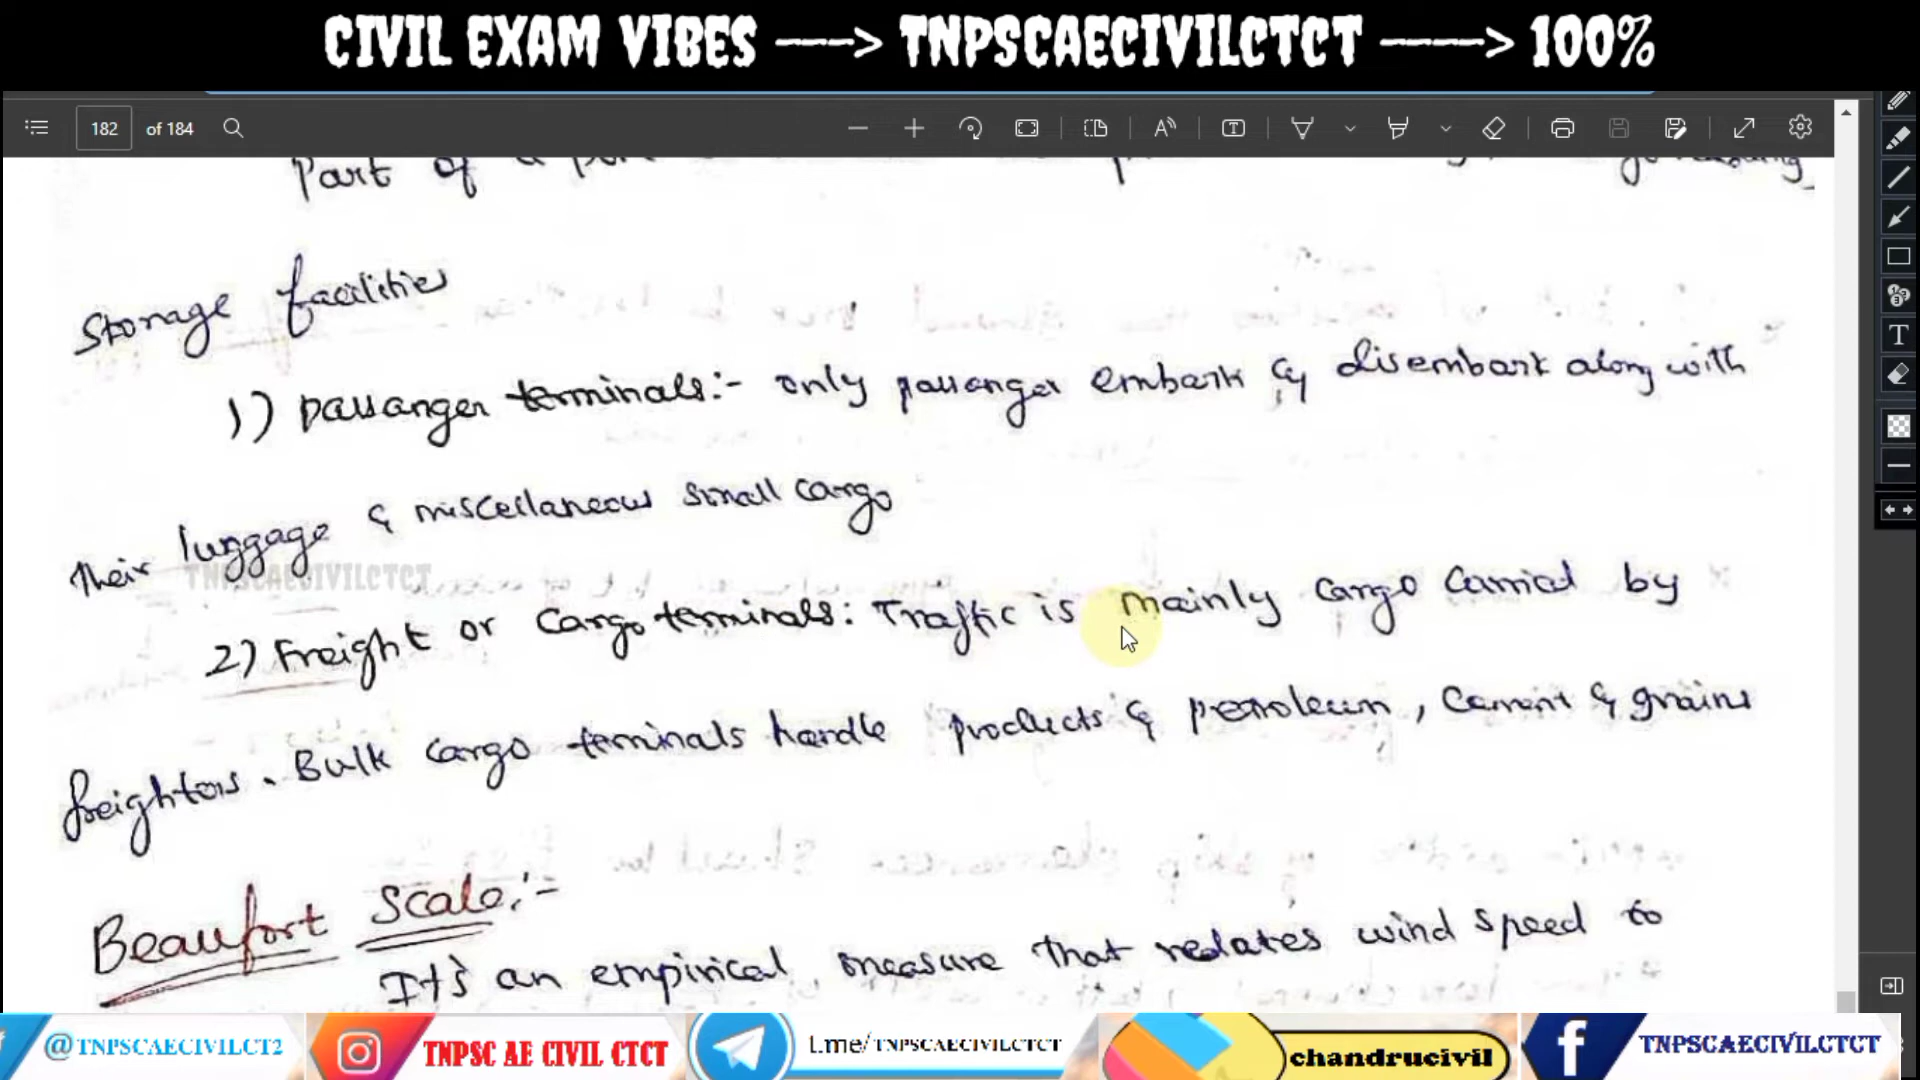 CIVIL EXAM VIBES ---> TNPSCAECIVILCTCT ----> 100%
182 of 184
Part of a
Storage facilities
1) passanger terminals:- only passanger embark & disembark along with
their luggage & miscellaneous small cargo
TNPSCAECIVILCTCT
2) Freight or Cargo terminals: Traffic is mainly cargo carried by
freightors. Bulk cargo terminals handle products & petroleum, Cement & grains
Beaufort Scale:-
It's an empirical measure that relates wind speed to
@TNPSCAECIVILCT2 TNPSC AE CIVIL CTCT t.me/TNPSCAECIVILCTCT chandrucivil TNPSCAECIVILCTCT